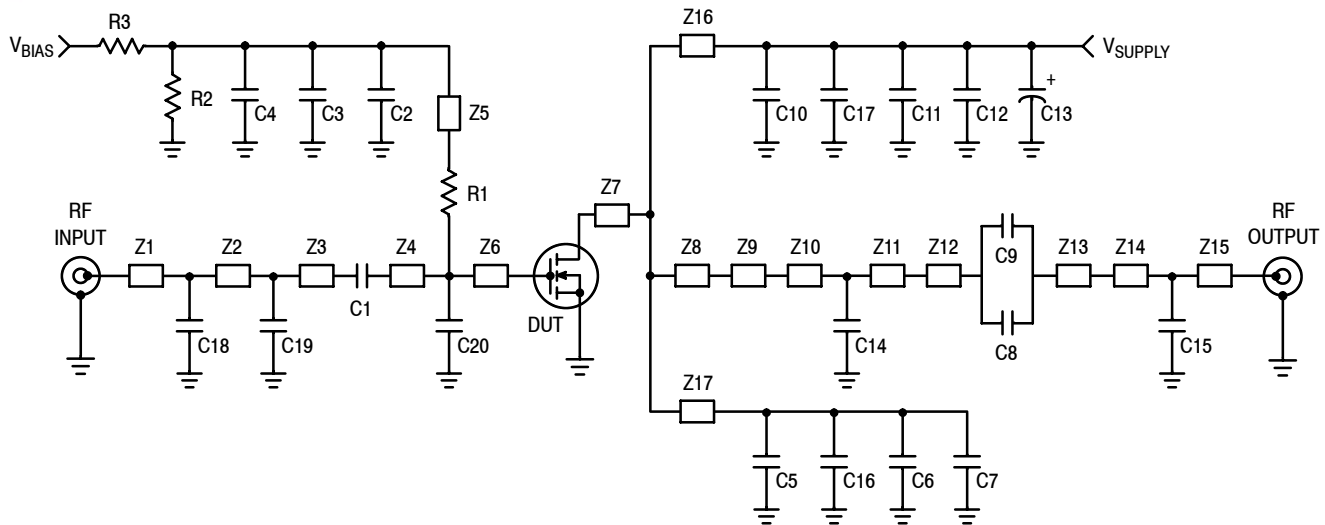 R3
Z16
V_BIAS
V_SUPPLY
R2
C4
C3
C2
Z5
C10
C17
C11
C12
+
C13
R1
Z7
RF
INPUT
Z1
Z2
Z3
Z4
Z6
Z8
Z9
Z10
Z11
Z12
C9
Z13
Z14
Z15
RF
OUTPUT
C1
DUT
C18
C19
C20
C14
C8
C15
Z17
C5
C16
C6
C7